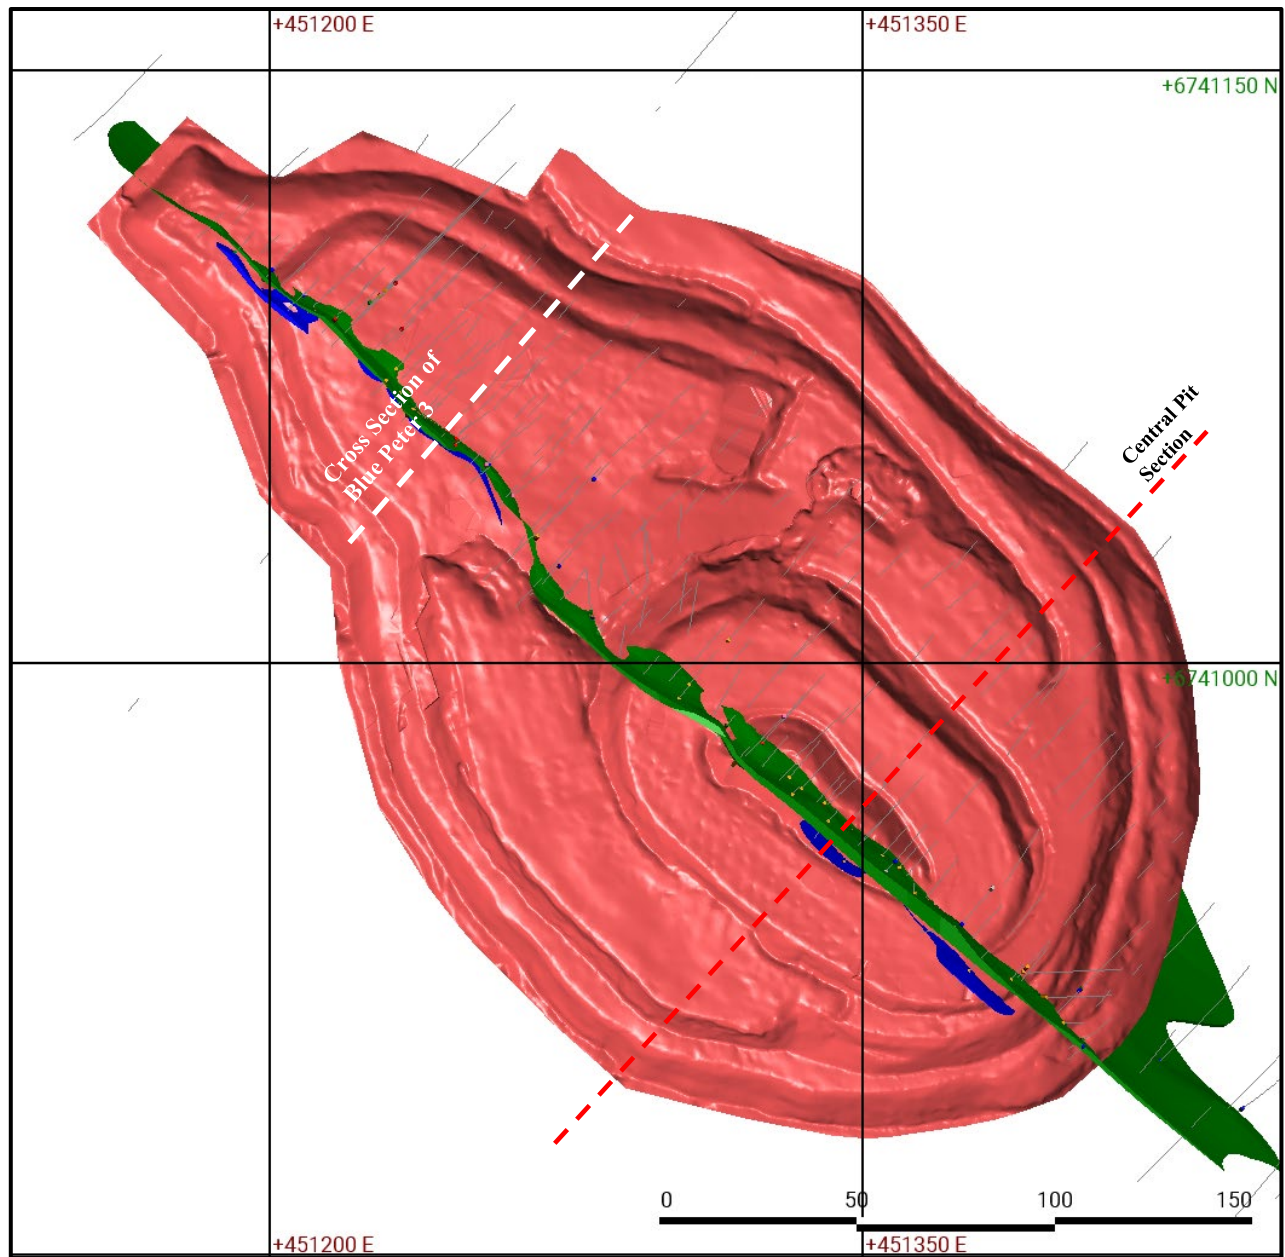 +451200 E
+451350 E
+6741150 N
Cross Section of
Blue Peter 3
Central Pit
Section
+6741000 N
0 50 100 150
+451200 E
+451350 E